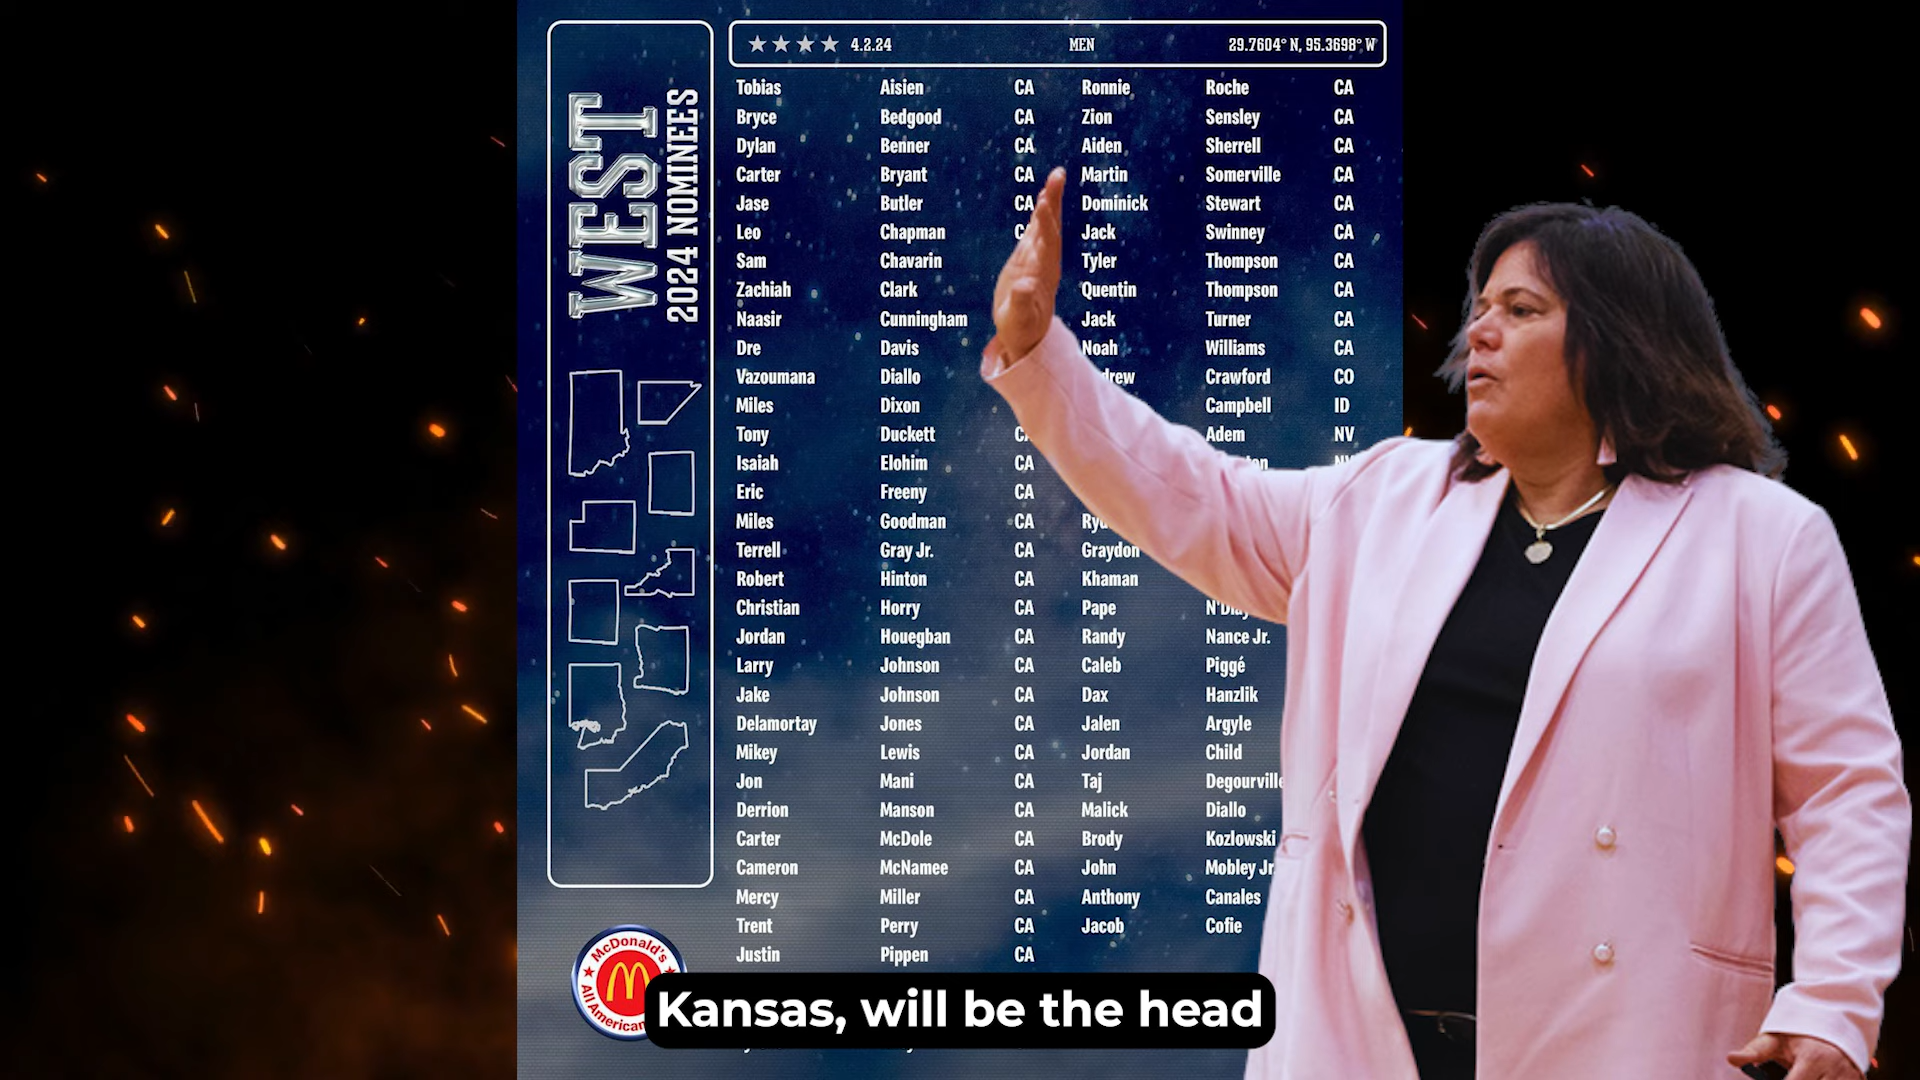 WEST
2024 NOMINEES
4.2.24 MEN 29.7604° N, 95.3698° W
Tobias Aisien CA Ronnie Roche CA
Bryce Bedgood CA Zion Sensley CA
Dylan Benner CA Aiden Sherrell CA
Carter Bryant CA Martin Somerville CA
Jase Butler CA Dominick Stewart CA
Leo Chapman Jack Swinney CA
Sam Chavarin Tyler Thompson CA
Zachiah Clark Quentin Thompson CA
Naasir Cunningham Jack Turner CA
Dre Davis Noah Williams CA
Vazoumana Diallo Crawford CO
Miles Dixon Campbell ID
Tony Duckett CA Adem NV
Isaiah Elohim CA
Eric Freeny CA
Miles Goodman CA
Terrell Gray Jr. CA Graydon
Robert Hinton CA Khaman
Christian Horry CA Pape
Jordan Houegban CA Randy Nance Jr.
Larry Johnson CA Caleb Piggé
Jake Johnson CA Dax Hanzlik
Delamortay Jones CA Jalen Argyle
Mikey Lewis CA Jordan Child
Jon Mani CA Taj Degourville
Derrion Manson CA Malick Diallo
Carter McDole CA Brody Kozlowski
Cameron McNamee CA John Mobley Jr.
Mercy Miller CA Anthony Canales
Trent Perry CA Jacob Cofie
Justin Pippen CA
McDonald's
All American
Kansas, will be the head